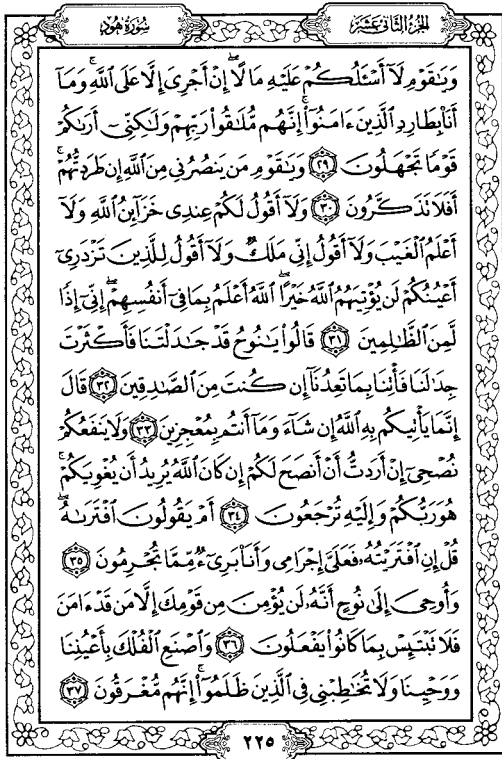 الجزء الثاني عشر
سورة هود
وَيَٰقَوْمِ لَآ أَسْـَٔلُكُمْ عَلَيْهِ مَالًا ۖ إِنْ أَجْرِىَ إِلَّا عَلَى ٱللَّهِ ۚ وَمَآ
أَنَا۠ بِطَارِدِ ٱلَّذِينَ ءَامَنُوٓا۟ ۚ إِنَّهُم مُّلَٰقُوا۟ رَبِّهِمْ وَلَٰكِنِّىٓ أَرَىٰكُمْ
قَوْمًا تَجْهَلُونَ ٢٩ وَيَٰقَوْمِ مَن يَنصُرُنِى مِنَ ٱللَّهِ إِن طَرَدتُّهُمْ ۚ
أَفَلَا تَذَكَّرُونَ ٣٠ وَلَآ أَقُولُ لَكُمْ عِندِى خَزَآئِنُ ٱللَّهِ وَلَآ
أَعْلَمُ ٱلْغَيْبَ وَلَآ أَقُولُ إِنِّى مَلَكٌ وَلَآ أَقُولُ لِلَّذِينَ تَزْدَرِىٓ
أَعْيُنُكُمْ لَن يُؤْتِيَهُمُ ٱللَّهُ خَيْرًا ۖ ٱللَّهُ أَعْلَمُ بِمَا فِىٓ أَنفُسِهِمْ ۖ إِنِّىٓ إِذًا
لَّمِنَ ٱلظَّٰلِمِينَ ٣١ قَالُوا۟ يَٰنُوحُ قَدْ جَٰدَلْتَنَا فَأَكْثَرْتَ
جِدَٰلَنَا فَأْتِنَا بِمَا تَعِدُنَآ إِن كُنتَ مِنَ ٱلصَّٰدِقِينَ ٣٢ قَالَ
إِنَّمَا يَأْتِيكُم بِهِ ٱللَّهُ إِن شَآءَ وَمَآ أَنتُم بِمُعْجِزِينَ ٣٣ وَلَا يَنفَعُكُمْ
نُصْحِىٓ إِنْ أَرَدتُّ أَنْ أَنصَحَ لَكُمْ إِن كَانَ ٱللَّهُ يُرِيدُ أَن يُغْوِيَكُمْ ۚ
هُوَ رَبُّكُمْ وَإِلَيْهِ تُرْجَعُونَ ٣٤ أَمْ يَقُولُونَ ٱفْتَرَىٰهُ ۖ
قُلْ إِنِ ٱفْتَرَيْتُهُۥ فَعَلَىَّ إِجْرَامِى وَأَنَا۠ بَرِىٓءٌ مِّمَّا تُجْرِمُونَ ٣٥
وَأُوحِىَ إِلَىٰ نُوحٍ أَنَّهُۥ لَن يُؤْمِنَ مِن قَوْمِكَ إِلَّا مَن قَدْ ءَامَنَ
فَلَا تَبْتَئِسْ بِمَا كَانُوا۟ يَفْعَلُونَ ٣٦ وَٱصْنَعِ ٱلْفُلْكَ بِأَعْيُنِنَا
وَوَحْيِنَا وَلَا تُخَٰطِبْنِى فِى ٱلَّذِينَ ظَلَمُوٓا۟ ۚ إِنَّهُم مُّغْرَقُونَ ٣٧
٢٢٥